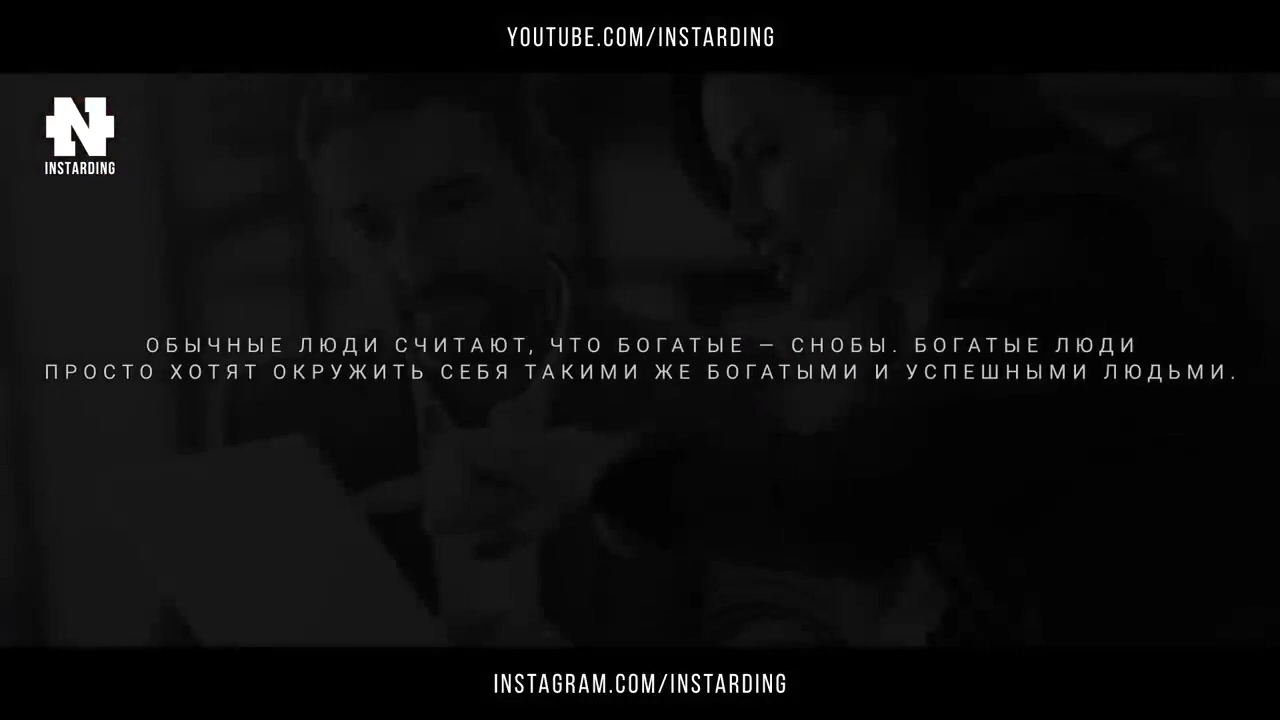 YOUTUBE.COM/INSTARDING
N
INSTARDING
ОБЫЧНЫЕ ЛЮДИ СЧИТАЮТ, ЧТО БОГАТЫЕ – СНОБЫ. БОГАТЫЕ ЛЮДИ
ПРОСТО ХОТЯТ ОКРУЖИТЬ СЕБЯ ТАКИМИ ЖЕ БОГАТЫМИ И УСПЕШНЫМИ ЛЮДЬМИ.
INSTAGRAM.COM/INSTARDING